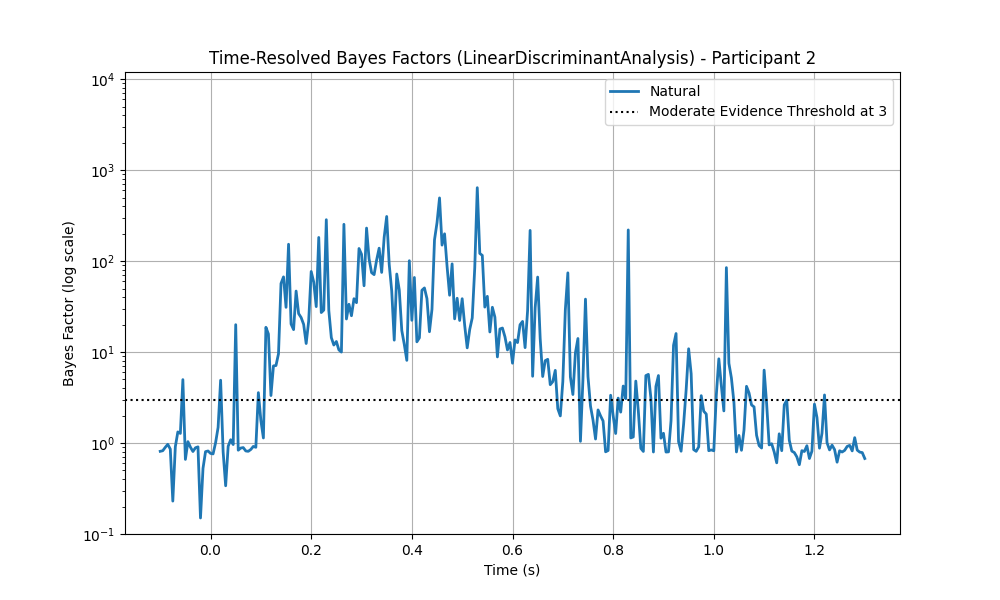 Time-Resolved Bayes Factors (LinearDiscriminantAnalysis) - Participant 2
Natural
Moderate Evidence Threshold at 3
Bayes Factor (log scale)
10⁴
10³
10²
10¹
10⁰
10⁻¹
0.0 0.2 0.4 0.6 0.8 1.0 1.2
Time (s)